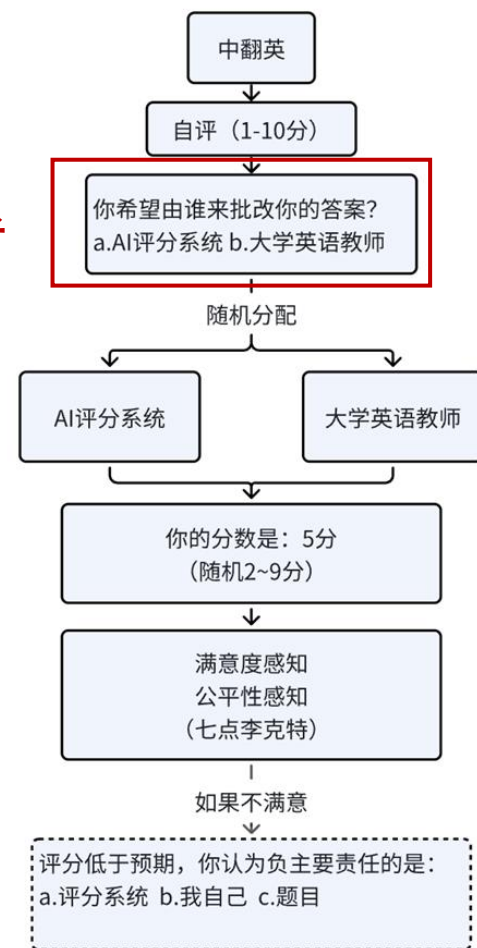 中翻英
自评（1-10分）
你希望由谁来批改你的答案？
a.AI评分系统 b.大学英语教师
随机分配
AI评分系统
大学英语教师
你的分数是：5分
（随机2~9分）
满意度感知
公平性感知
（七点李克特）
如果不满意
评分低于预期，你认为负主要责任的是：
a.评分系统 b.我自己 c.题目